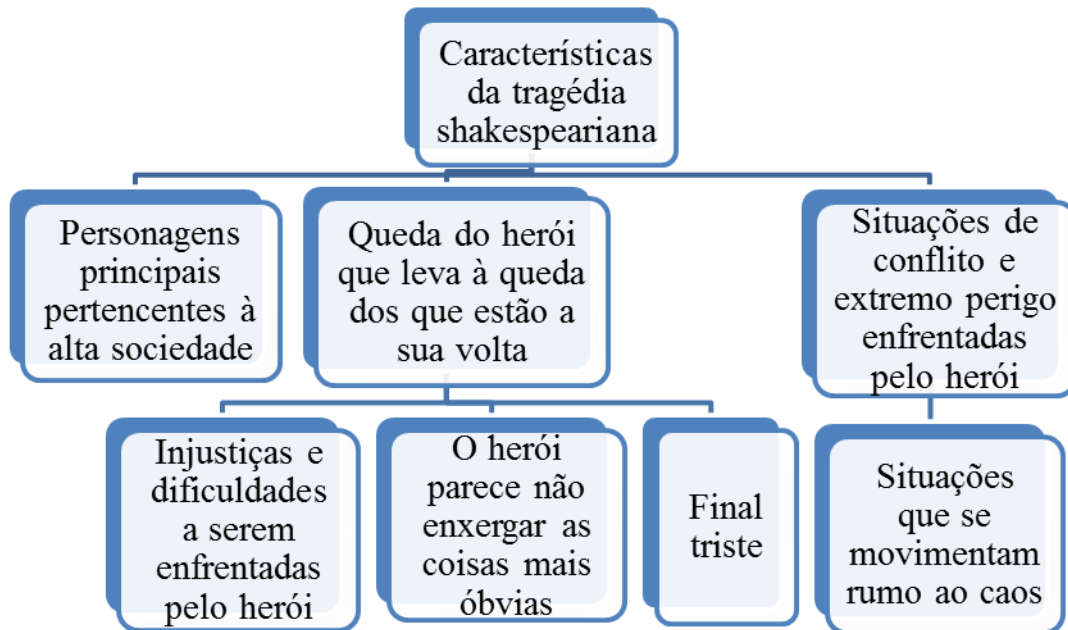 Características
da tragédia
shakespeariana
Personagens
principais
pertencentes à
alta sociedade
Queda do herói
que leva à queda
dos que estão a
sua volta
Situações de
conflito e
extremo perigo
enfrentadas
pelo herói
Injustiças e
dificuldades
a serem
enfrentadas
pelo herói
O herói
parece não
enxergar as
coisas mais
óbvias
Final
triste
Situações
que se
movimentam
rumo ao caos